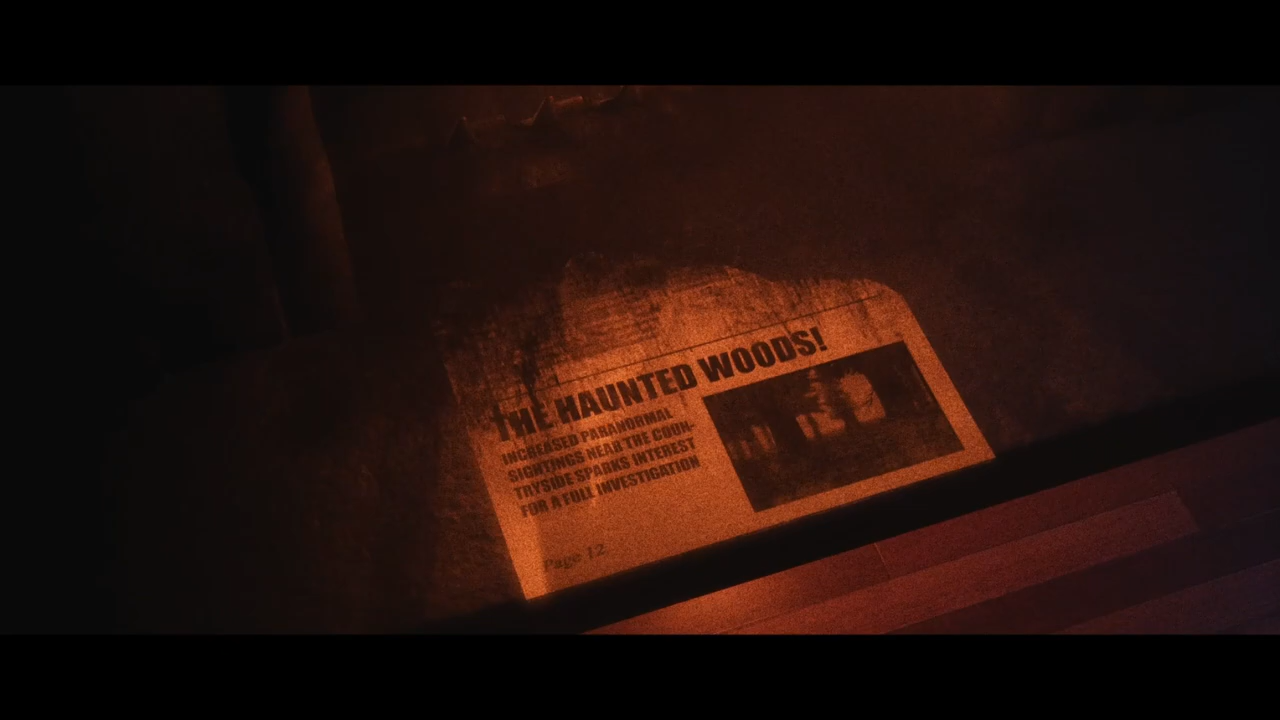 THE HAUNTED WOODS!
INCREASED PARANORMAL
SIGHTINGS NEAR THE COUN-
TRYSIDE SPARKS INTEREST
FOR A FULL INVESTIGATION
Page 12